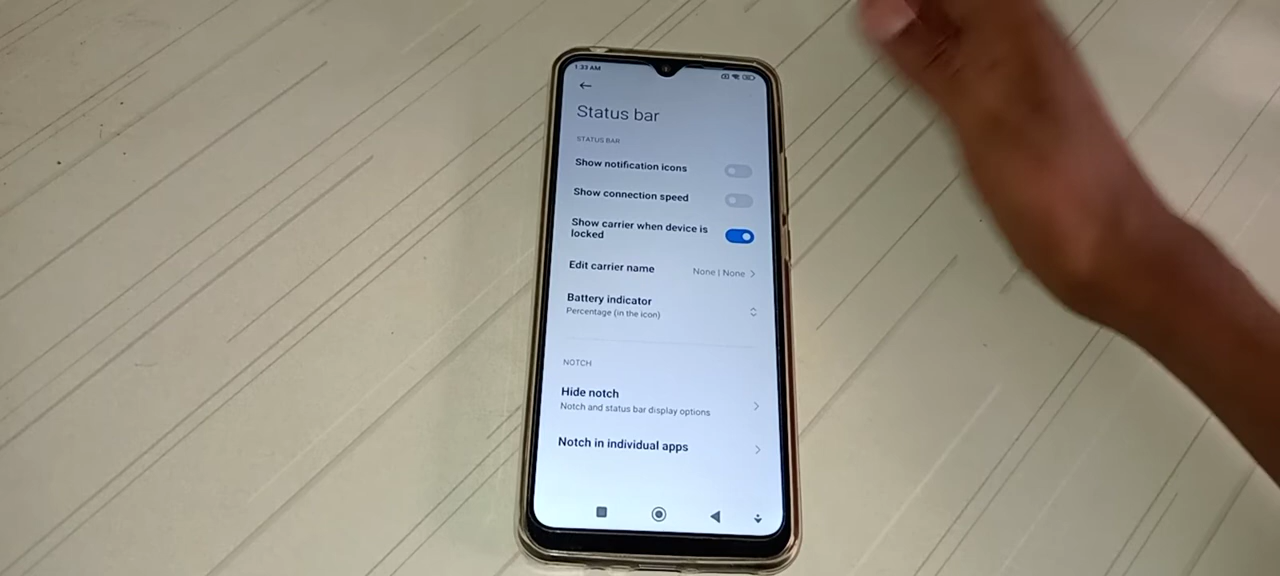 1:33 AM
Status bar
STATUS BAR
Show notification icons
Show connection speed
Show carrier when device is
locked
Edit carrier name
None | None
Battery indicator
Percentage (in the icon)
NOTCH
Hide notch
Notch and status bar display options
Notch in individual apps